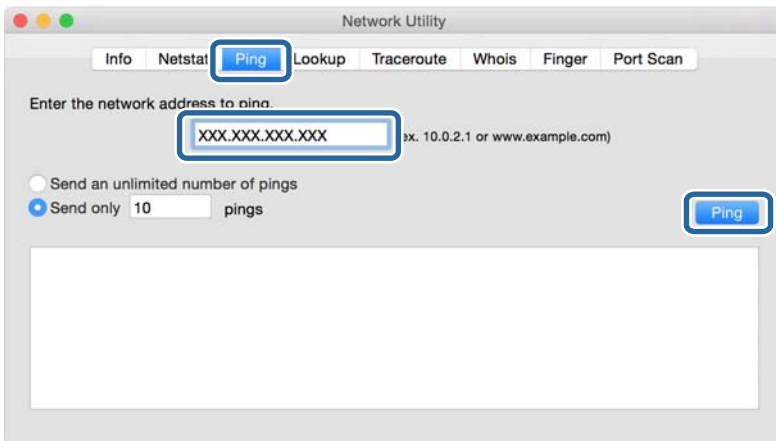 Network Utility
Info Netstat Ping Lookup Traceroute Whois Finger Port Scan
Enter the network address to ping.
XXX.XXX.XXX.XXX ex. 10.0.2.1 or www.example.com)
Send an unlimited number of pings
Send only 10 pings
Ping